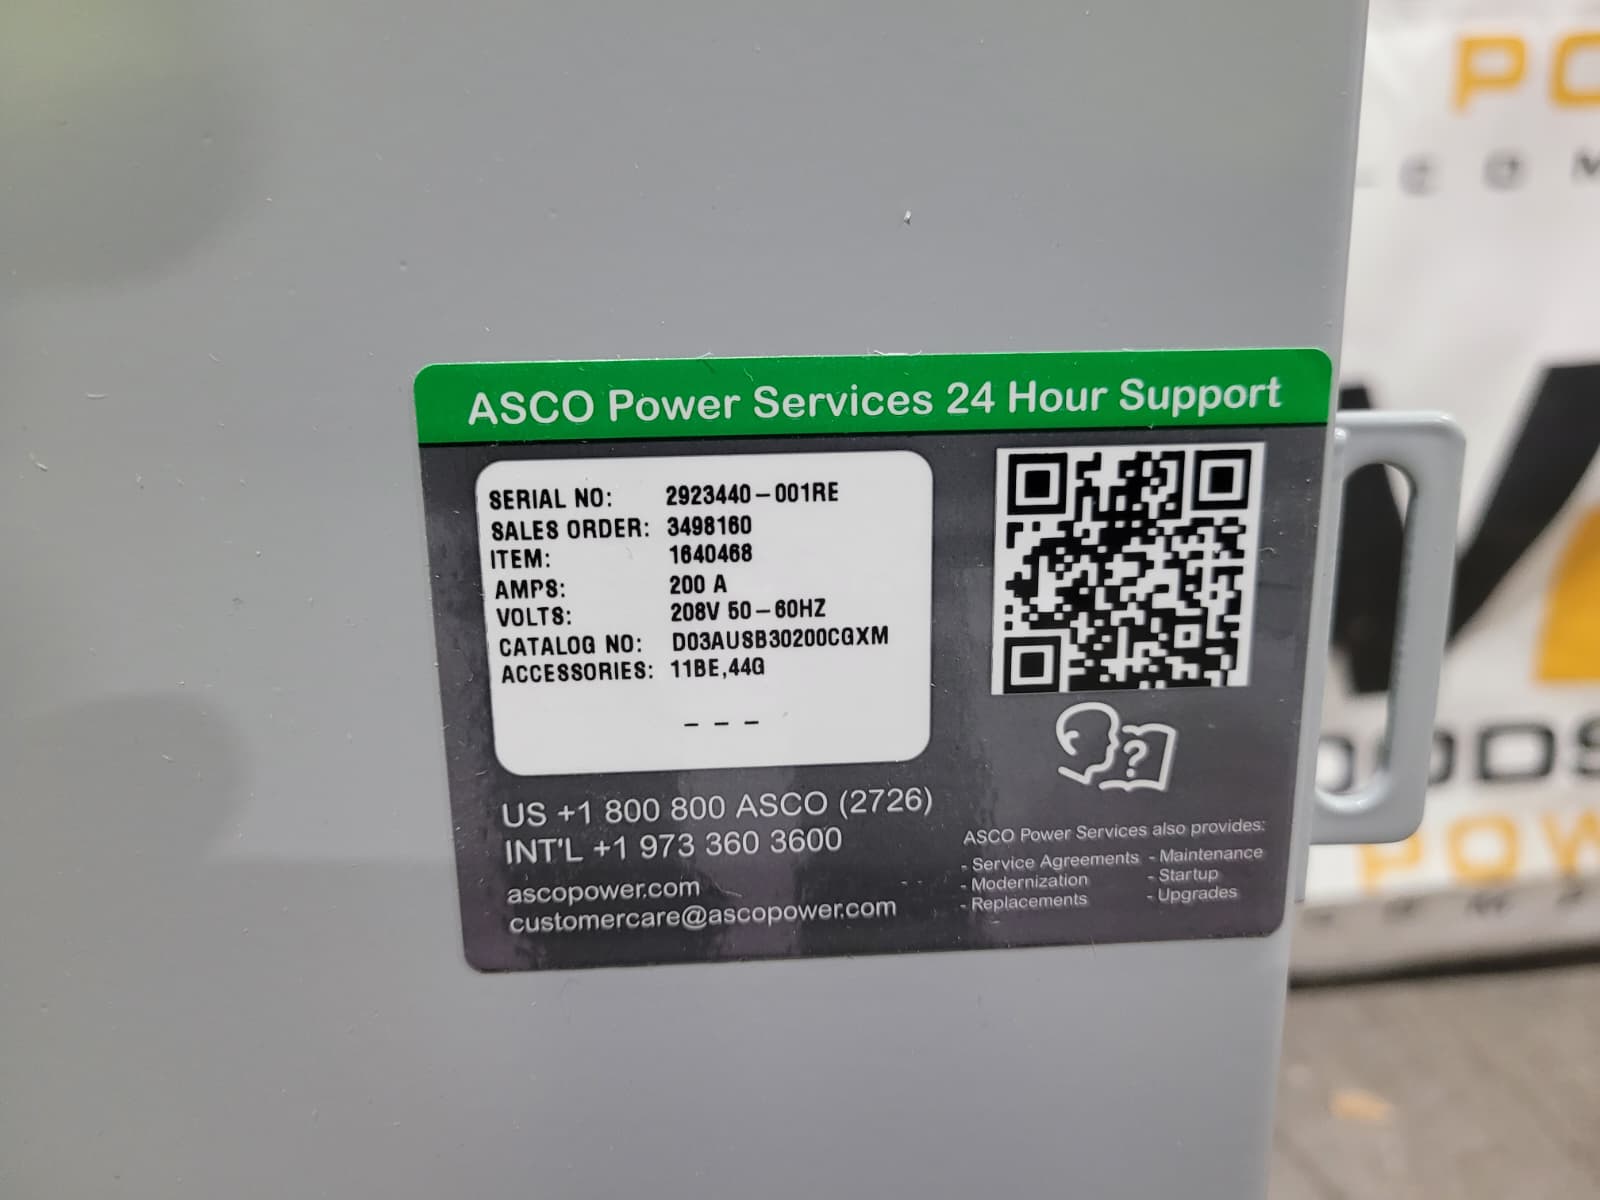 ASCO Power Services 24 Hour Support
SERIAL NO: 2923440-001RE
SALES ORDER: 3498160
ITEM: 1640468
AMPS: 200 A
VOLTS: 208V 50-60HZ
CATALOG NO: D03AUSB30200CGXM
ACCESSORIES: 11BE,44G
- - -
US +1 800 800 ASCO (2726)
INT'L +1 973 360 3600
ascopower.com
customercare@ascopower.com
ASCO Power Services also provides:
- Service Agreements - Maintenance
- Modernization - Startup
- Replacements - Upgrades